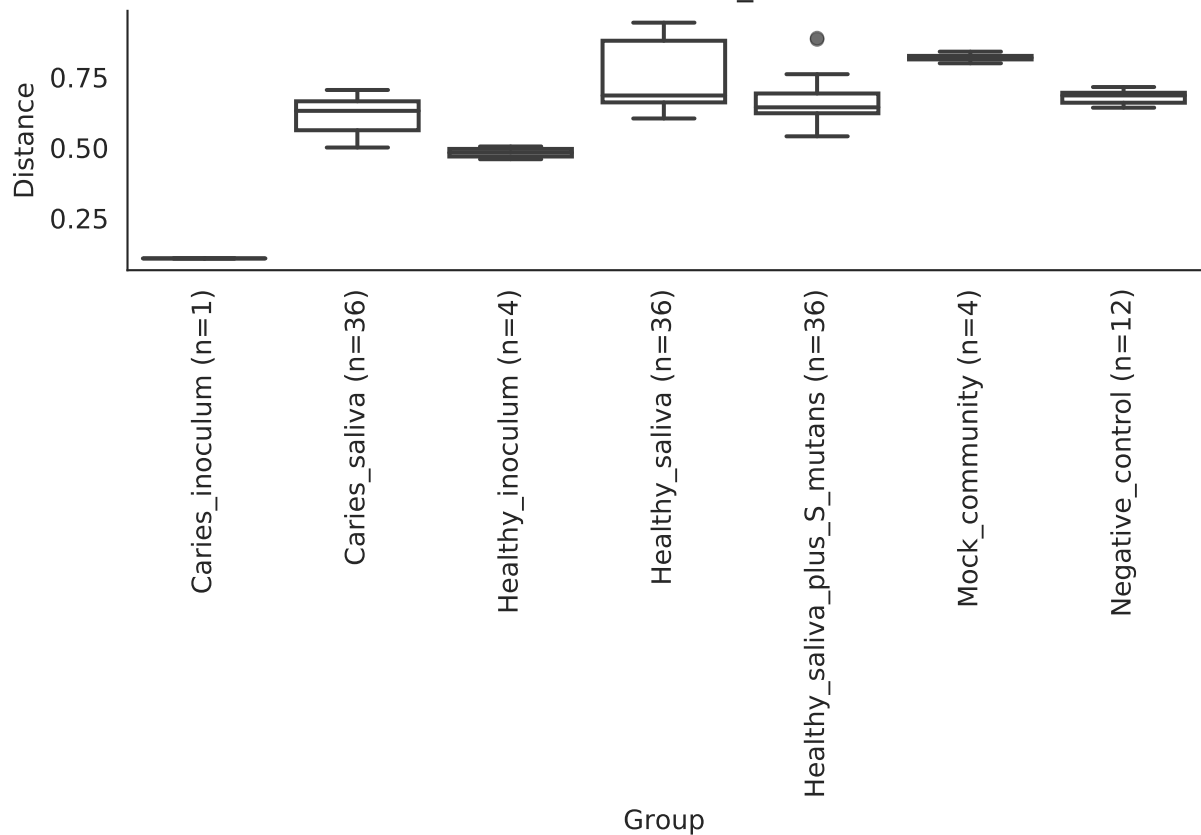 Distance
0.75
0.50
0.25
Caries_inoculum (n=1)
Caries_saliva (n=36)
Healthy_inoculum (n=4)
Healthy_saliva (n=36)
Healthy_saliva_plus_S_mutans (n=36)
Mock_community (n=4)
Negative_control (n=12)
Group